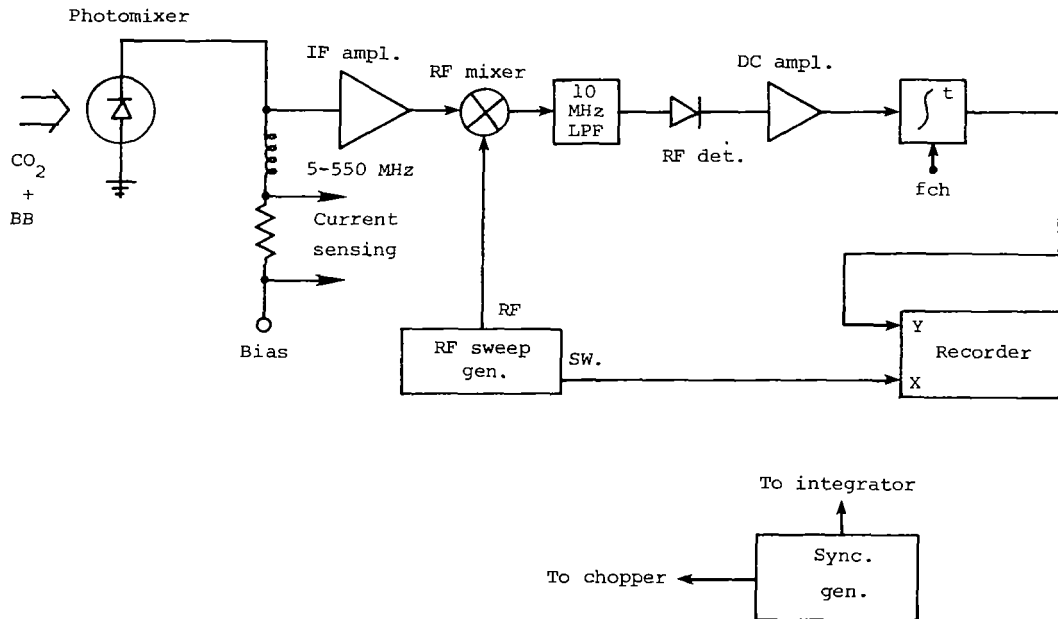 Photomixer
IF ampl.
RF mixer
DC ampl.
10
MHz
LPF
∫ t
RF det.
fch
CO2
+
BB
5-550 MHz
Current
sensing
Bias
RF
RF sweep
gen.
SW.
Y
Recorder
X
To integrator
Sync.
gen.
To chopper